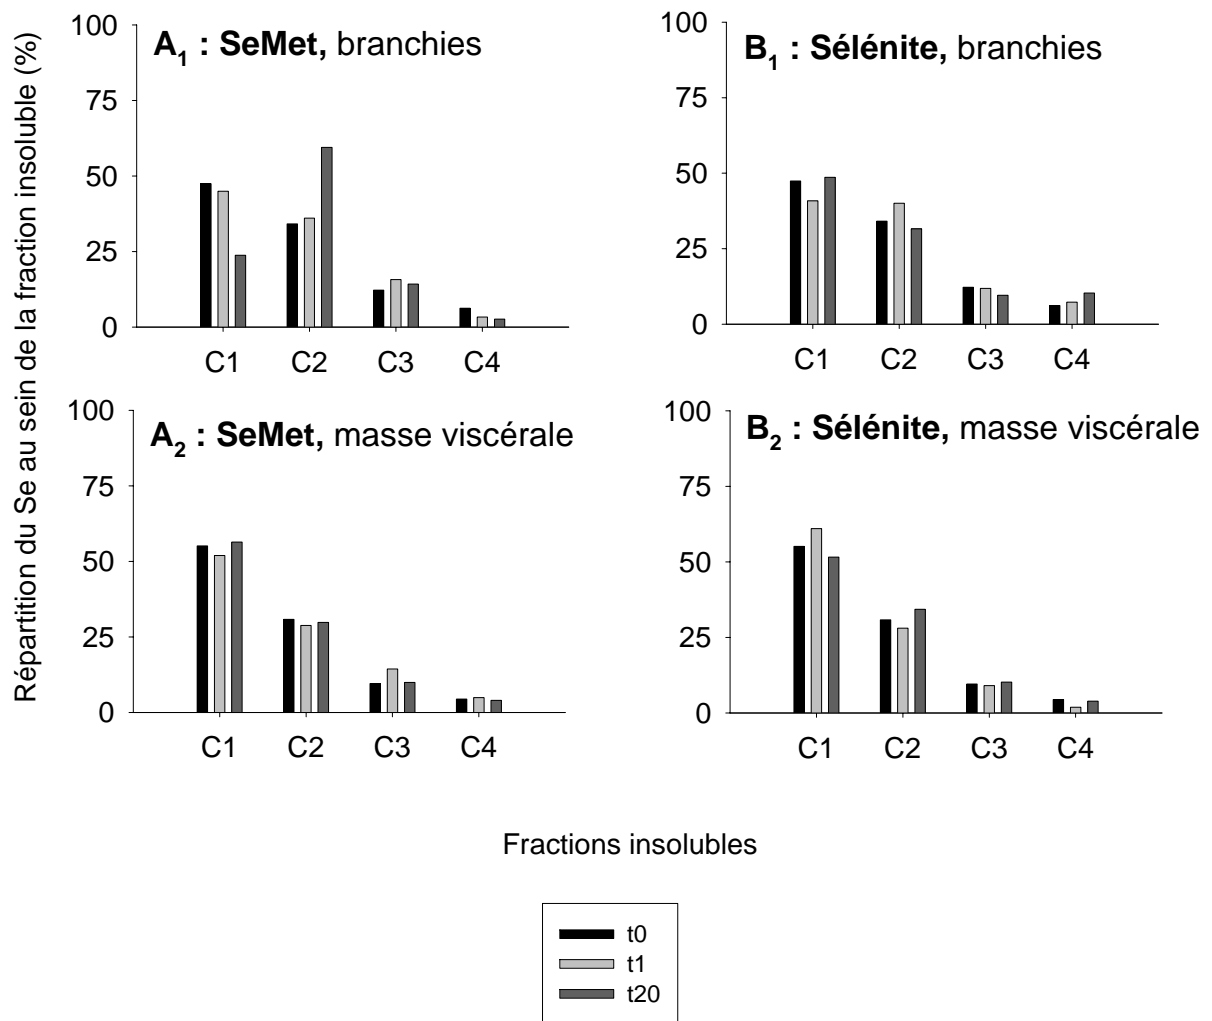 Répartition du Se au sein de la fraction insoluble (%)
A1 : SeMet, branchies
100
75
50
25
0
C1 C2 C3 C4
B1 : Sélénite, branchies
100
75
50
25
0
C1 C2 C3 C4
A2 : SeMet, masse viscérale
100
75
50
25
0
C1 C2 C3 C4
B2 : Sélénite, masse viscérale
100
75
50
25
0
C1 C2 C3 C4
Fractions insolubles
t0
t1
t20